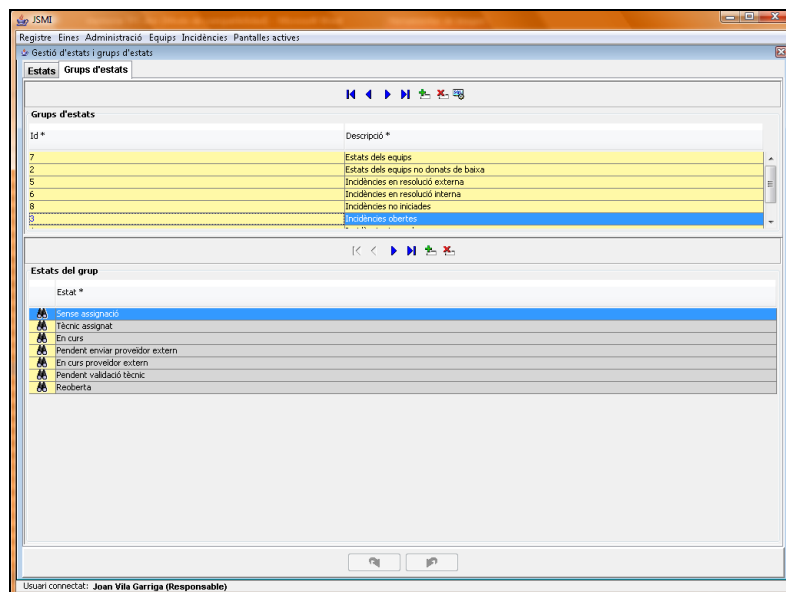 JSMI
Registre Eines Administració Equips Incidències Pantalles actives
Gestió d'estats i grups d'estats
Estats Grups d'estats
Grups d'estats
Id * Descripció *
7 Estats dels equips
2 Estats dels equips no donats de baixa
5 Incidències en resolució externa
6 Incidències en resolució interna
8 Incidències no iniciades
3 Incidències obertes
Estats del grup
Estat *
Sense assignació
Tècnic assignat
En curs
Pendent enviar proveïdor extern
En curs proveïdor extern
Pendent validació tècnic
Reoberta
Usuari connectat: Joan Vila Garriga (Responsable)